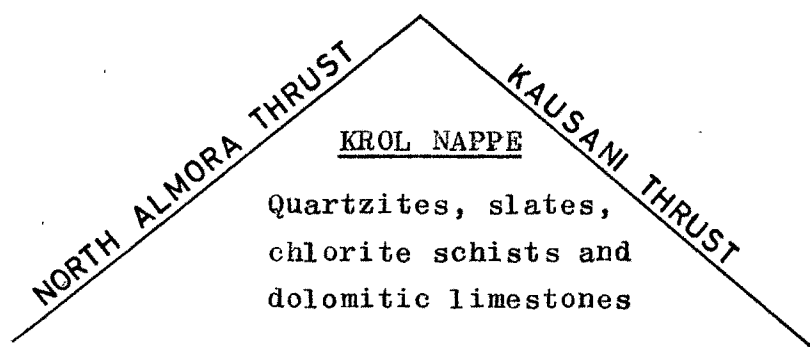 NORTH ALMORA THRUST
KAUSANI THRUST
KROL NAPPE
Quartzites, slates,
chlorite schists and
dolomitic limestones